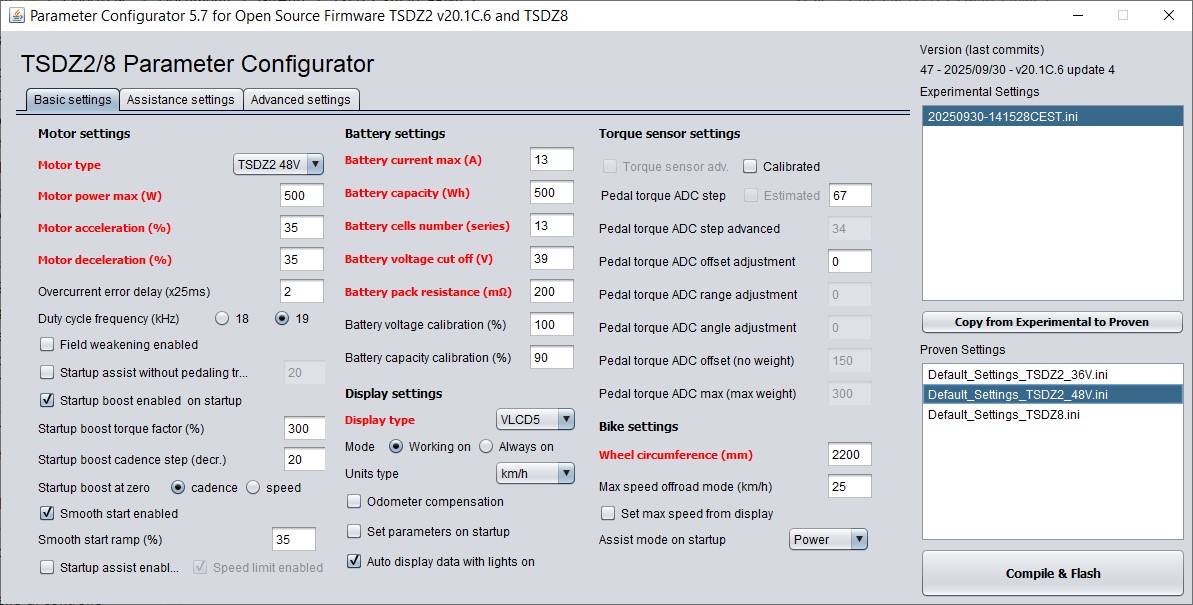 Parameter Configurator 5.7 for Open Source Firmware TSDZ2 v20.1C.6 and TSDZ8
TSDZ2/8 Parameter Configurator
Basic settings
Assistance settings
Advanced settings
Motor settings
Motor type
TSDZ2 48V
Motor power max (W)
500
Motor acceleration (%)
35
Motor deceleration (%)
35
Overcurrent error delay (x25ms)
2
Duty cycle frequency (kHz)
18
19
Field weakening enabled
Startup assist without pedaling tr...
20
Startup boost enabled  on startup
Startup boost torque factor (%)
300
Startup boost cadence step (decr.)
20
Startup boost at zero
cadence
speed
Smooth start enabled
Smooth start ramp (%)
35
Startup assist enabl...
Speed limit enabled
Battery settings
Battery current max (A)
13
Battery capacity (Wh)
500
Battery cells number (series)
13
Battery voltage cut off (V)
39
Battery pack resistance (mΩ)
200
Battery voltage calibration (%)
100
Battery capacity calibration (%)
90
Display settings
Display type
VLCD5
Mode
Working on
Always on
Units type
km/h
Odometer compensation
Set parameters on startup
Auto display data with lights on
Torque sensor settings
Torque sensor adv.
Calibrated
Pedal torque ADC step
Estimated
67
Pedal torque ADC step advanced
34
Pedal torque ADC offset adjustment
0
Pedal torque ADC range adjustment
0
Pedal torque ADC angle adjustment
0
Pedal torque ADC offset (no weight)
150
Pedal torque ADC max (max weight)
300
Bike settings
Wheel circumference (mm)
2200
Max speed offroad mode (km/h)
25
Set max speed from display
Assist mode on startup
Power
Version (last commits)
47 - 2025/09/30 - v20.1C.6 update 4
Experimental Settings
20250930-141528CEST.ini
Copy from Experimental to Proven
Proven Settings
Default_Settings_TSDZ2_36V.ini
Default_Settings_TSDZ2_48V.ini
Default_Settings_TSDZ8.ini
Compile & Flash